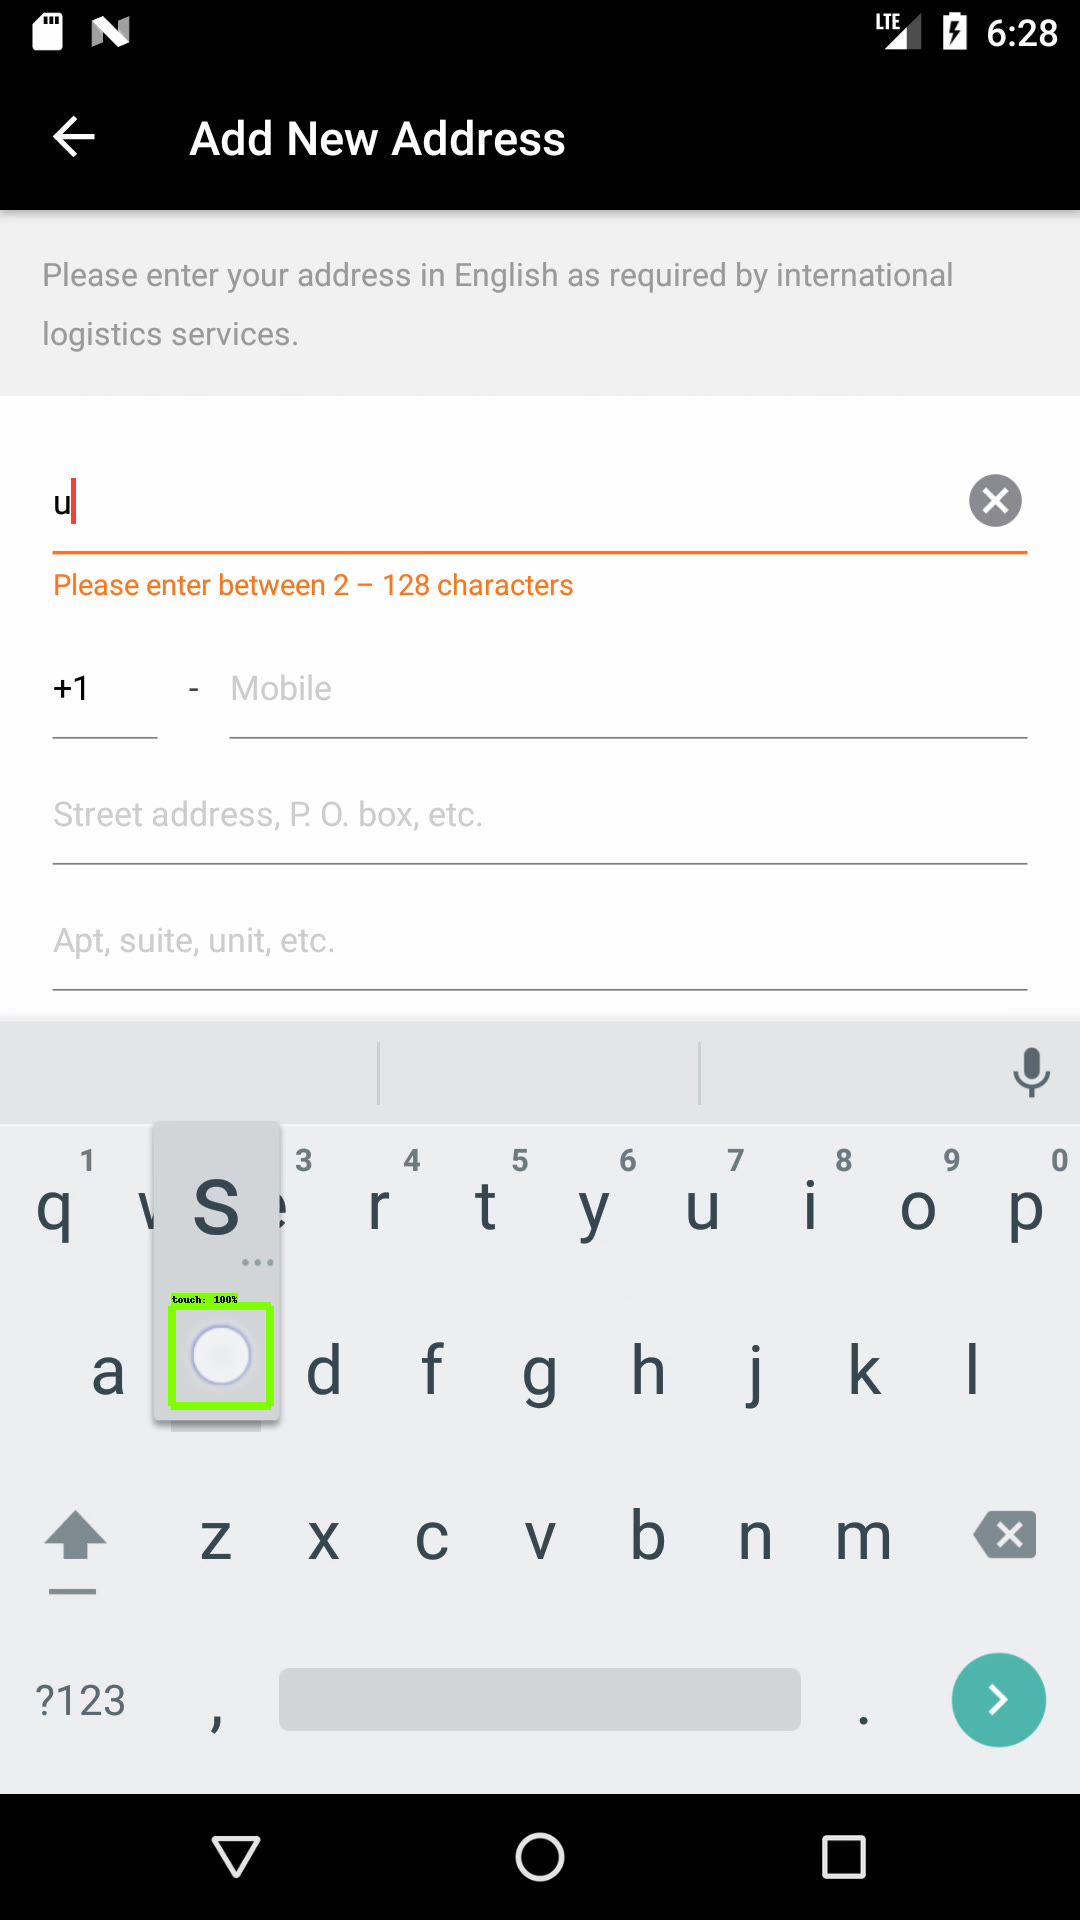 LTE 6:28
Add New Address
Please enter your address in English as required by international
logistics services.
u
Please enter between 2 – 128 characters
+1 - Mobile
Street address, P. O. box, etc.
Apt, suite, unit, etc.
1 3 4 5 6 7 8 9 0
q w s e r t y u i o p
touch: 100%
a d f g h j k l
z x c v b n m
?123 , .